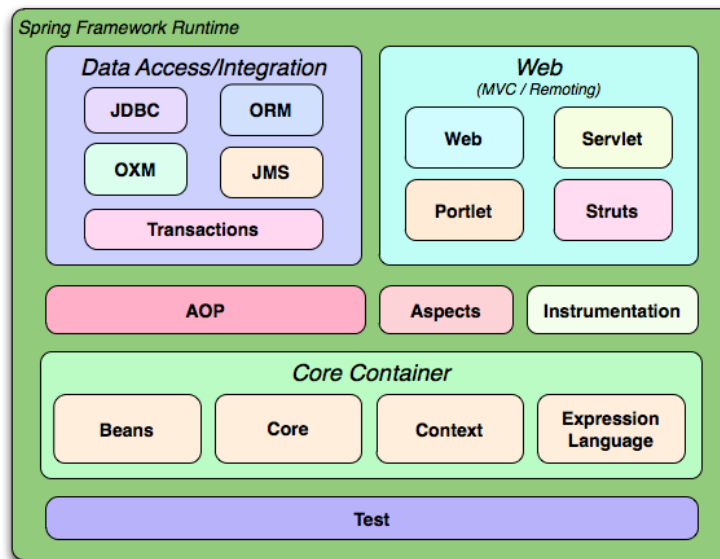 Spring Framework Runtime
Data Access/Integration
JDBC
ORM
OXM
JMS
Transactions
Web
(MVC / Remoting)
Web
Servlet
Portlet
Struts
AOP
Aspects
Instrumentation
Core Container
Beans
Core
Context
Expression
Language
Test